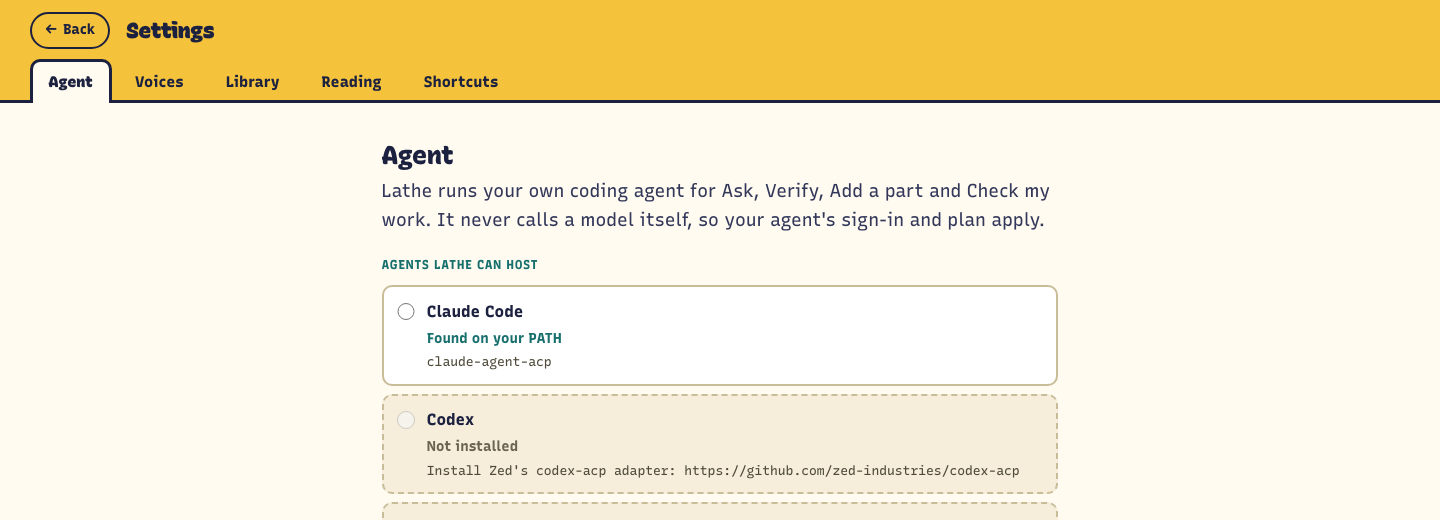 ← Back
Settings
Agent
Voices
Library
Reading
Shortcuts
Agent
Lathe runs your own coding agent for Ask, Verify, Add a part and Check my
work. It never calls a model itself, so your agent's sign-in and plan apply.
AGENTS LATHE CAN HOST
Claude Code
Found on your PATH
claude-agent-acp
Codex
Not installed
Install Zed's codex-acp adapter: https://github.com/zed-industries/codex-acp